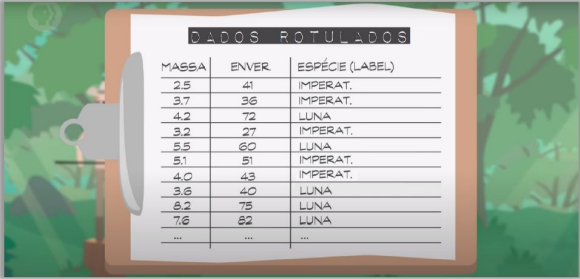 DADOS ROTULADOS
MASSA ENVER ESPÉCIE (LABEL)
2.5 41 IMPERAT.
3.7 36 IMPERAT.
4.2 72 LUNA
3.2 27 IMPERAT.
5.5 60 LUNA
5.1 51 IMPERAT.
4.0 43 IMPERAT.
3.6 40 LUNA
8.2 75 LUNA
7.6 82 LUNA
... ... ...